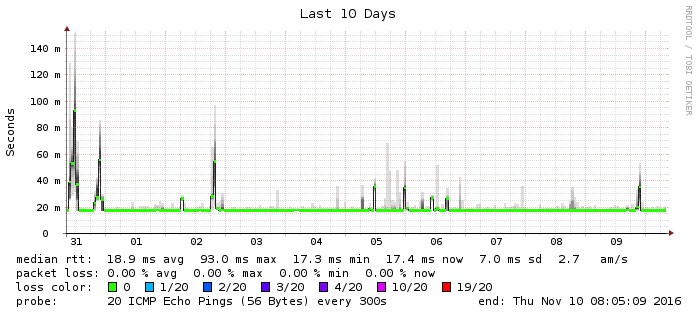 Last 10 Days
RRDTOOL / TOBI OETIKER
Seconds
140 m
120 m
100 m
80 m
60 m
40 m
20 m
0
31 01 02 03 04 05 06 07 08 09
median rtt: 18.9 ms avg 93.0 ms max 17.3 ms min 17.4 ms now 7.0 ms sd 2.7 am/s
packet loss: 0.00 % avg 0.00 % max 0.00 % min 0.00 % now
loss color: 0 1/20 2/20 3/20 4/20 10/20 19/20
probe: 20 ICMP Echo Pings (56 Bytes) every 300s end: Thu Nov 10 08:05:09 2016